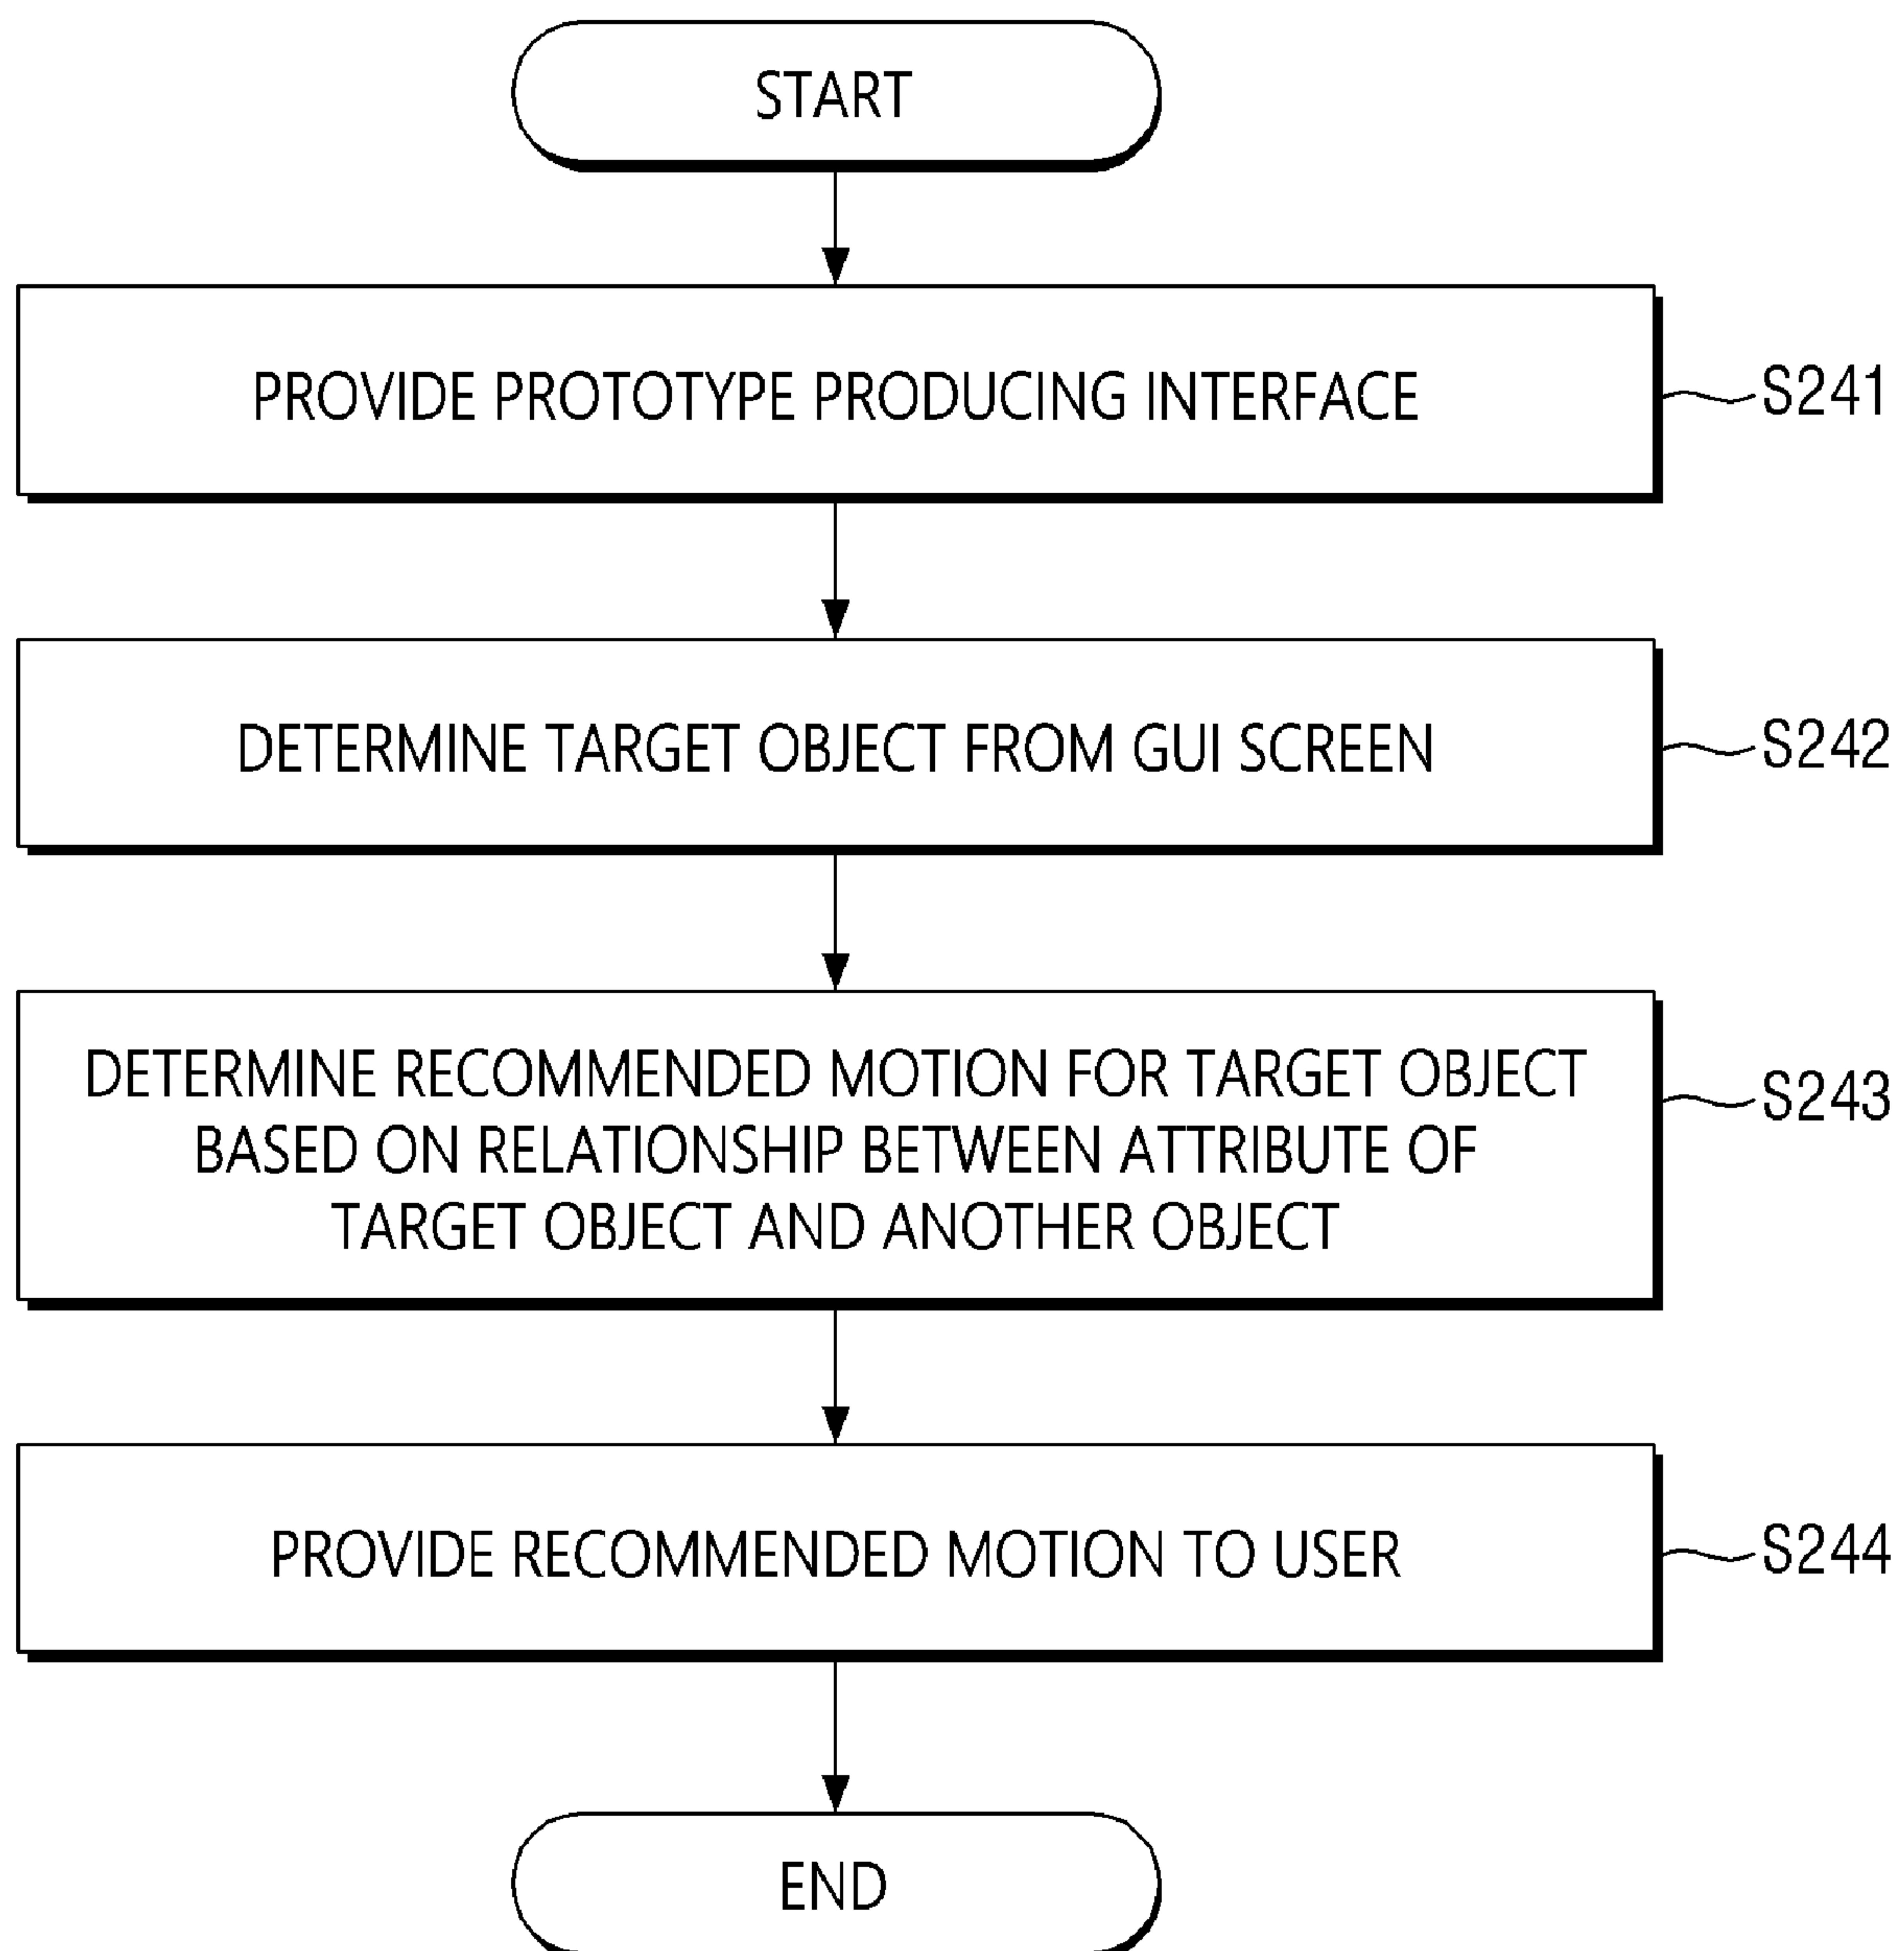 START
PROVIDE PROTOTYPE PRODUCING INTERFACE
S241
DETERMINE TARGET OBJECT FROM GUI SCREEN
S242
DETERMINE RECOMMENDED MOTION FOR TARGET OBJECT
BASED ON RELATIONSHIP BETWEEN ATTRIBUTE OF
TARGET OBJECT AND ANOTHER OBJECT
S243
PROVIDE RECOMMENDED MOTION TO USER
S244
END